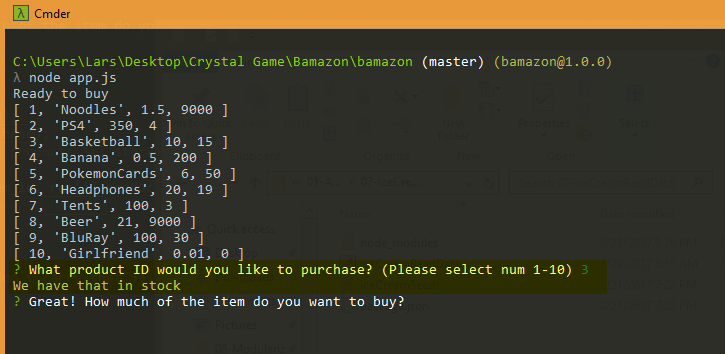 λ Cmder
C:\Users\Lars\Desktop\Crystal Game\Bamazon\bamazon (master) (bamazon@1.0.0)
λ node app.js
Ready to buy
[ 1, 'Noodles', 1.5, 9000 ]
[ 2, 'PS4', 350, 4 ]
[ 3, 'Basketball', 10, 15 ]
[ 4, 'Banana', 0.5, 200 ]
[ 5, 'PokemonCards', 6, 50 ]
[ 6, 'Headphones', 20, 19 ]
[ 7, 'Tents', 100, 3 ]
[ 8, 'Beer', 21, 9000 ]
[ 9, 'BluRay', 100, 30 ]
[ 10, 'Girlfriend', 0.01, 0 ]
? What product ID would you like to purchase? (Please select num 1-10) 3
We have that in stock
? Great! How much of the item do you want to buy?